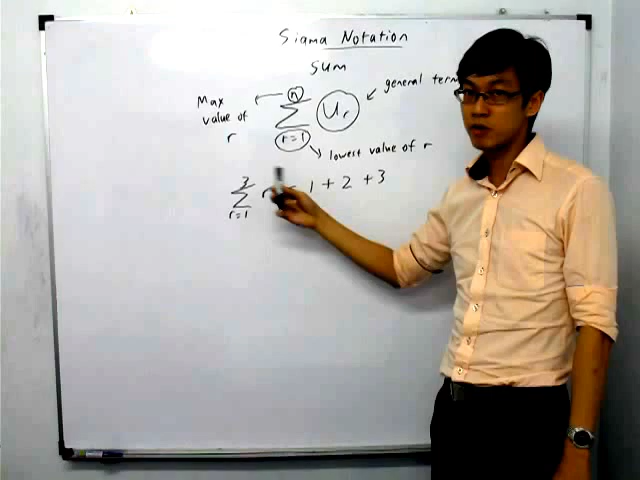 Sigma Notation
Sum
general term
Max value of r
n
Σ Ur
r=1
lowest value of r
3
Σ r = 1 + 2 + 3
r=1